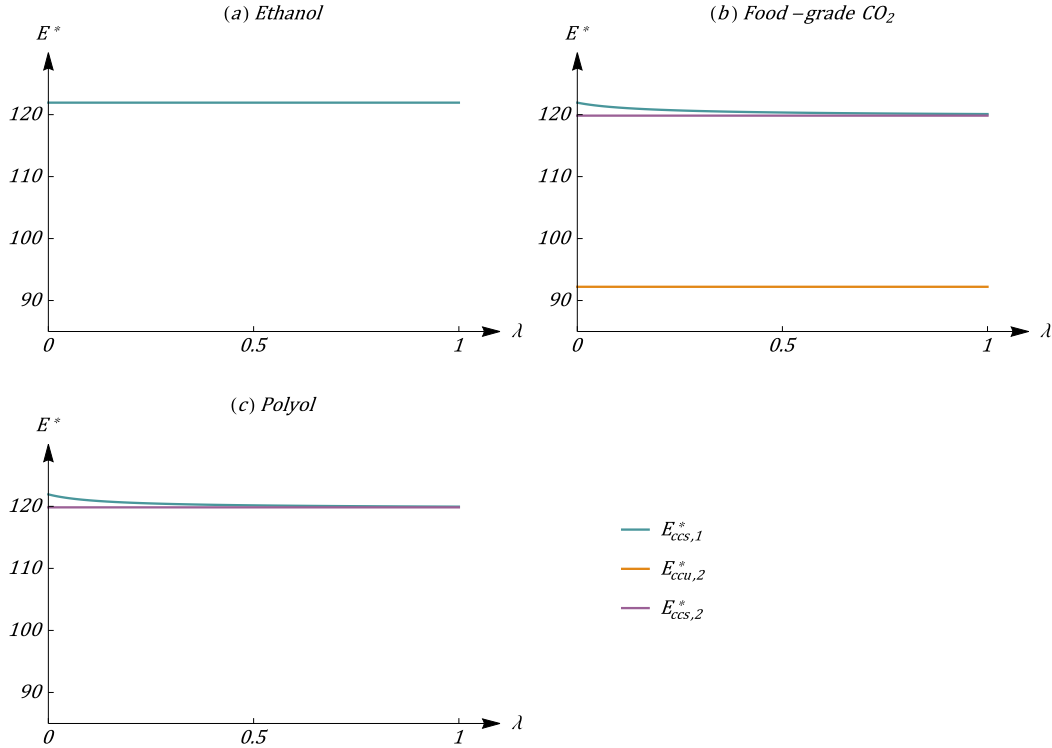 (a) Ethanol
E*
120
110
100
90
0 0.5 1 λ
(b) Food–grade CO₂
E*
120
110
100
90
0 0.5 1 λ
(c) Polyol
E*
120
110
100
90
0 0.5 1 λ
E*ccs,1
E*ccu,2
E*ccs,2